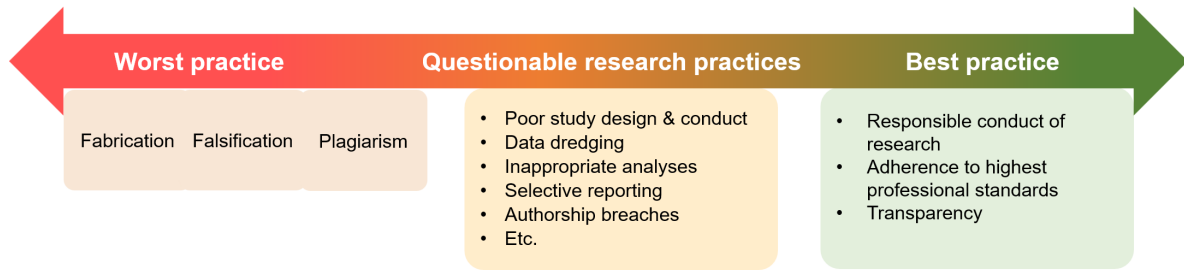 Worst practice
Questionable research practices
Best practice
Fabrication
Falsification
Plagiarism
• Poor study design & conduct
• Data dredging
• Inappropriate analyses
• Selective reporting
• Authorship breaches
• Etc.
• Responsible conduct of
research
• Adherence to highest
professional standards
• Transparency